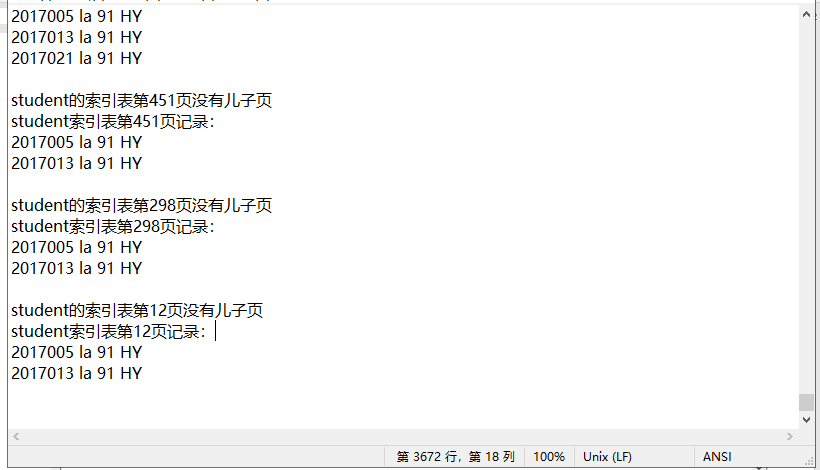 2017005 la 91 HY
2017013 la 91 HY
2017021 la 91 HY
student的索引表第451页没有儿子页
student索引表第451页记录：
2017005 la 91 HY
2017013 la 91 HY
student的索引表第298页没有儿子页
student索引表第298页记录：
2017005 la 91 HY
2017013 la 91 HY
student的索引表第12页没有儿子页
student索引表第12页记录：
2017005 la 91 HY
2017013 la 91 HY
第 3672 行，第 18 列 100% Unix (LF) ANSI